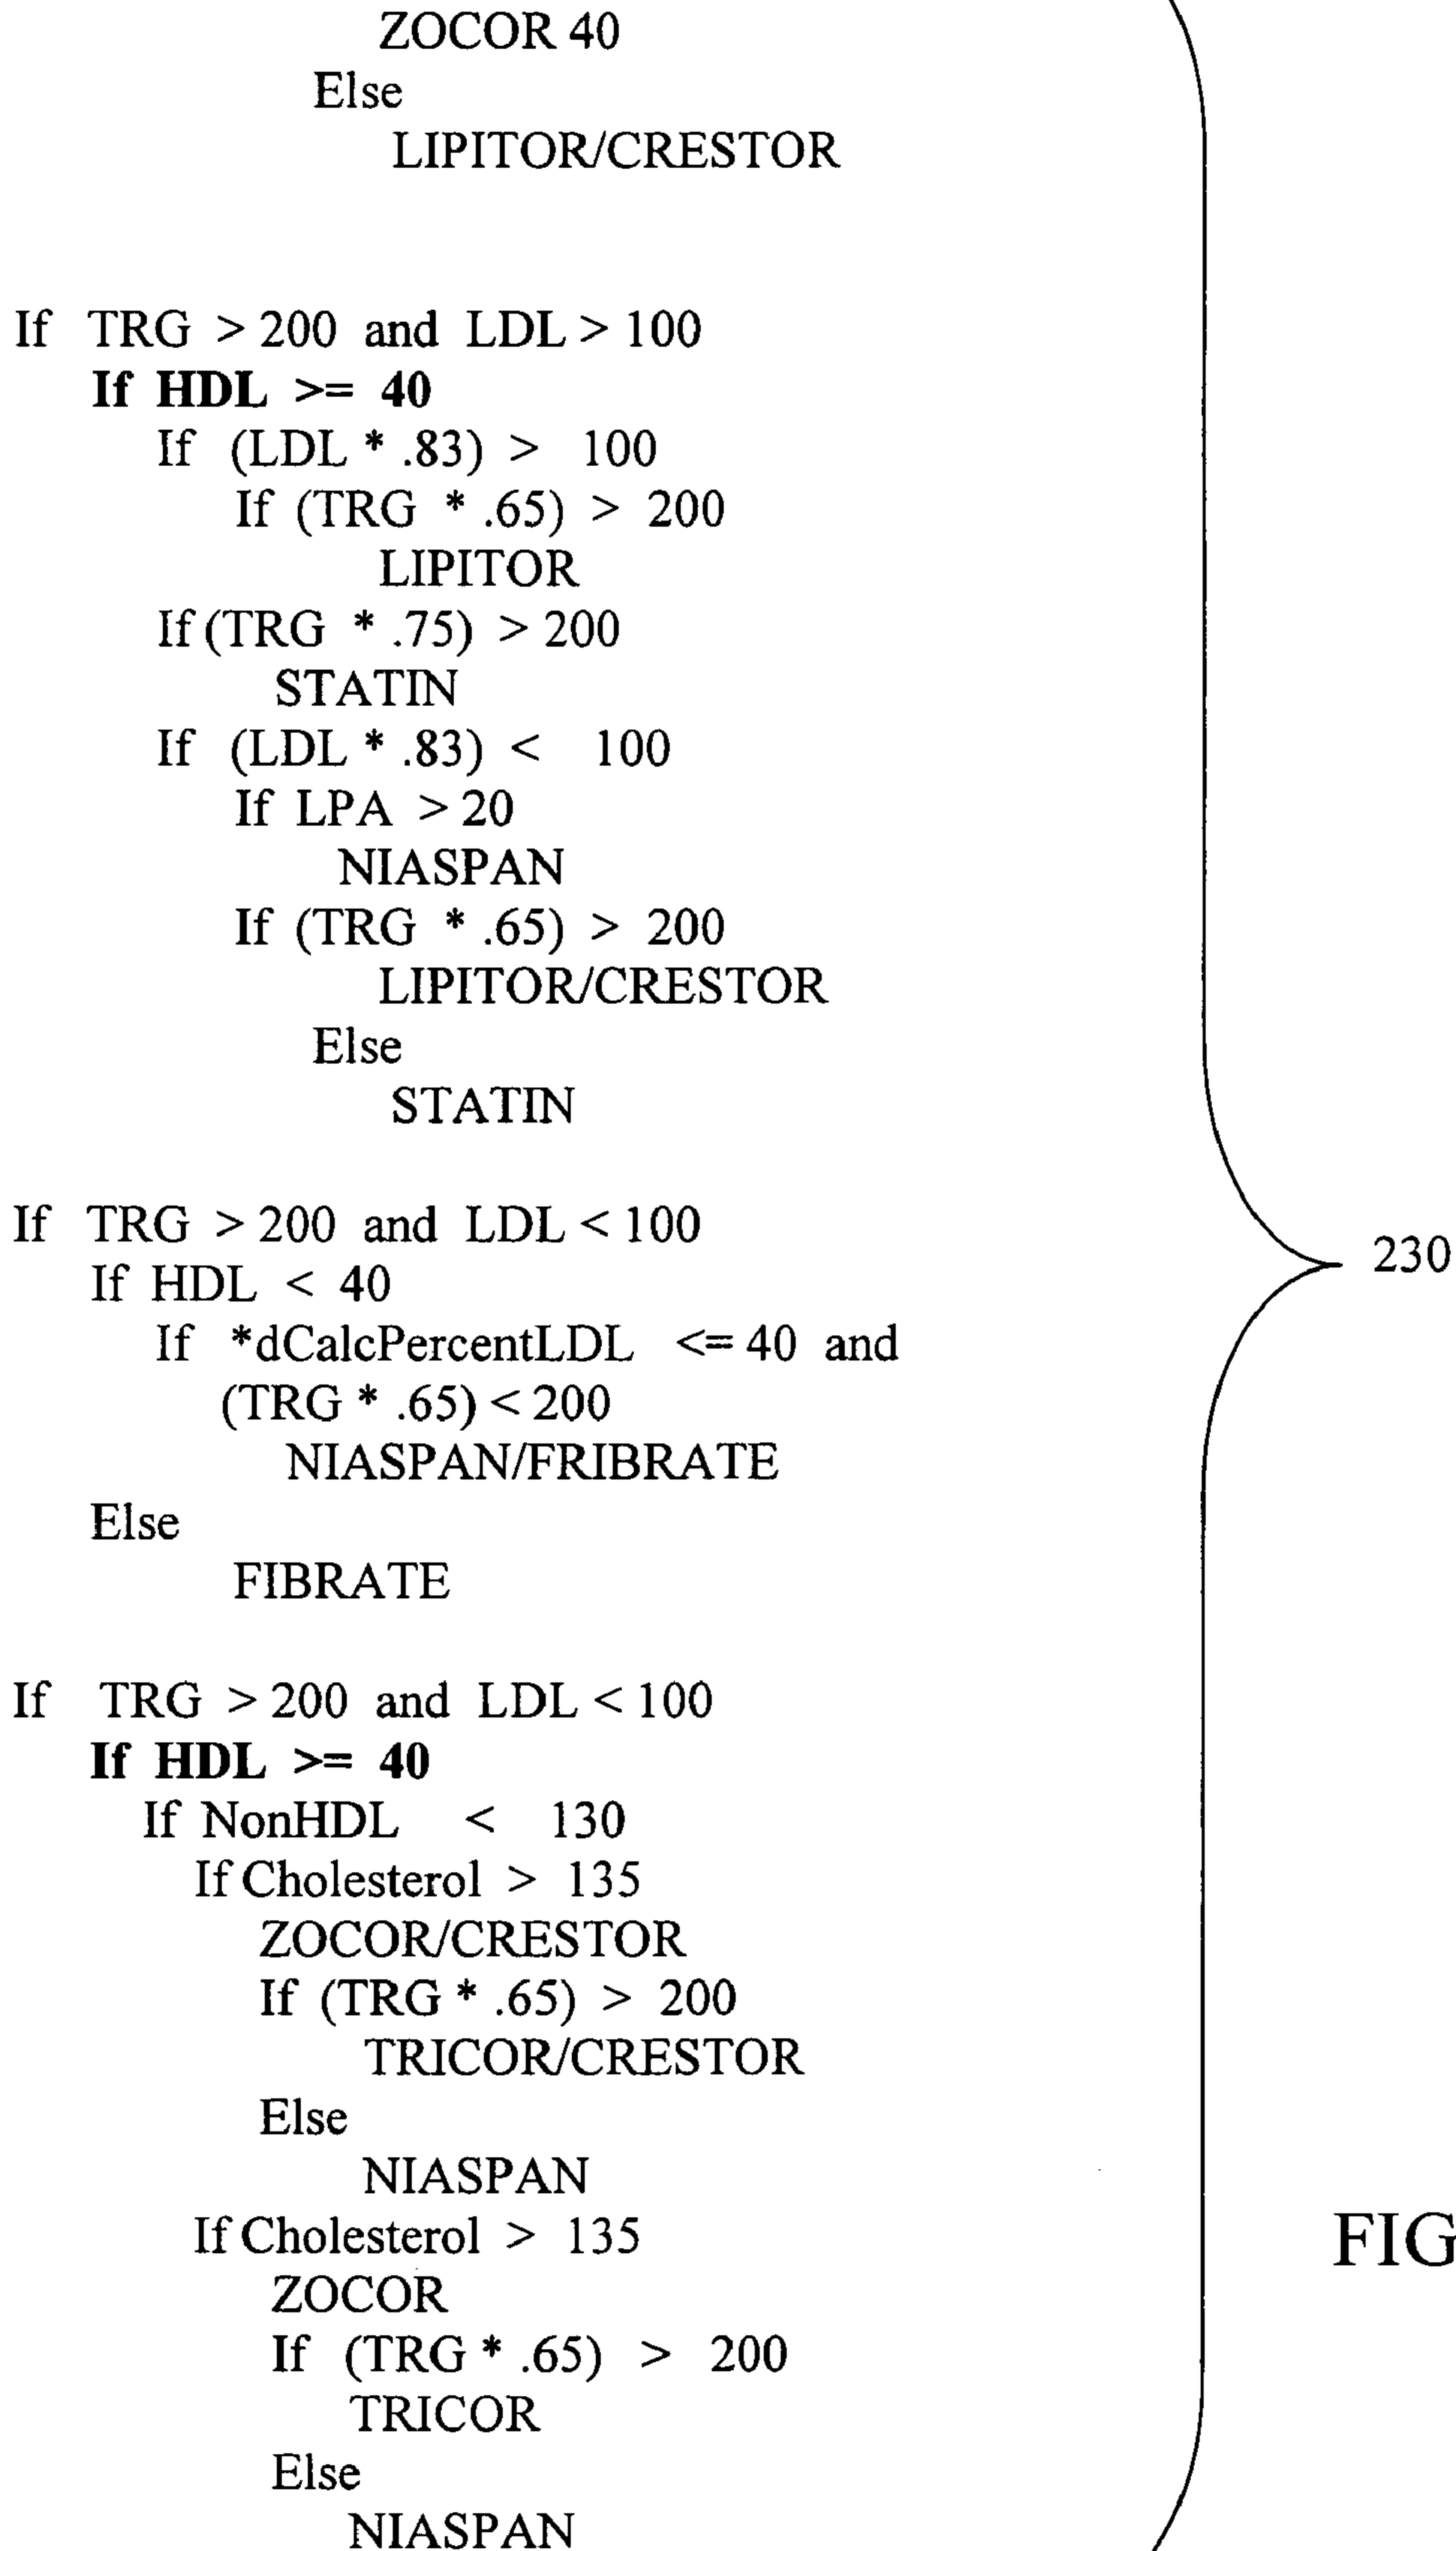 ZOCOR 40
Else
LIPITOR/CRESTOR
If TRG > 200 and LDL > 100
If HDL >= 40
If (LDL * .83) > 100
If (TRG * .65) > 200
LIPITOR
If (TRG * .75) > 200
STATIN
If (LDL * .83) < 100
If LPA > 20
NIASPAN
If (TRG * .65) > 200
LIPITOR/CRESTOR
Else
STATIN
If TRG > 200 and LDL < 100
If HDL < 40
If *dCalcPercentLDL <= 40 and
(TRG * .65) < 200
NIASPAN/FRIBRATE
Else
FIBRATE
If TRG > 200 and LDL < 100
If HDL >= 40
If NonHDL < 130
If Cholesterol > 135
ZOCOR/CRESTOR
If (TRG * .65) > 200
TRICOR/CRESTOR
Else
NIASPAN
If Cholesterol > 135
ZOCOR
If (TRG * .65) > 200
TRICOR
Else
NIASPAN
230
FIG